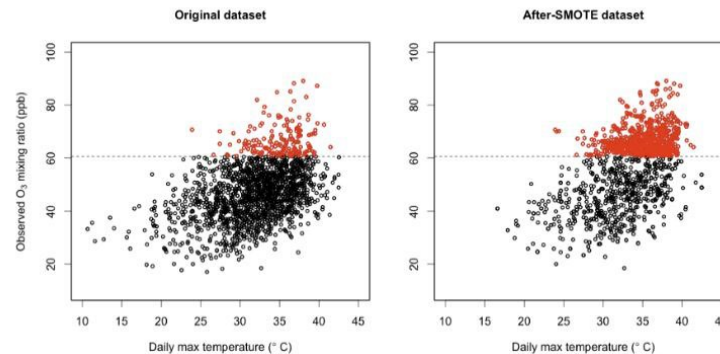 Original dataset
After-SMOTE dataset
Observed O₃ mixing ratio (ppb)
100
80
60
40
20
10 15 20 25 30 35 40 45
Daily max temperature (° C)
100
80
60
40
20
10 15 20 25 30 35 40 45
Daily max temperature (° C)